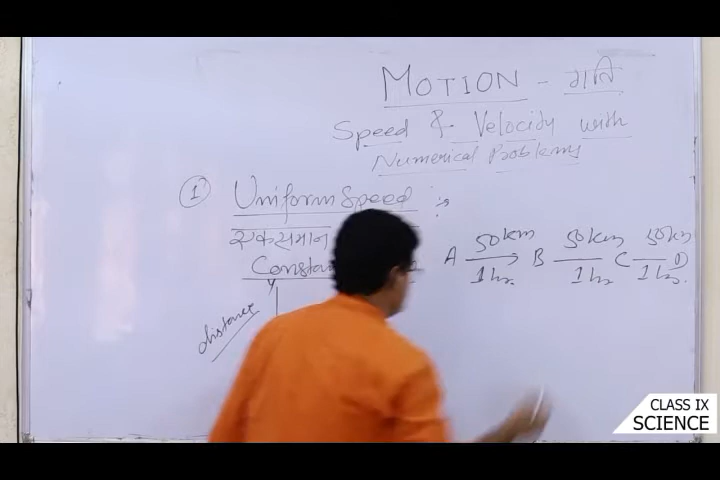 MOTION - गति
Speed & Velocity with
Numerical Problems
① Uniform Speed :-
एकसमान
Consta
A 50km B 50km C 50km D
1 hr. 1 hr 1 hr.
Y
distance
CLASS IX
SCIENCE